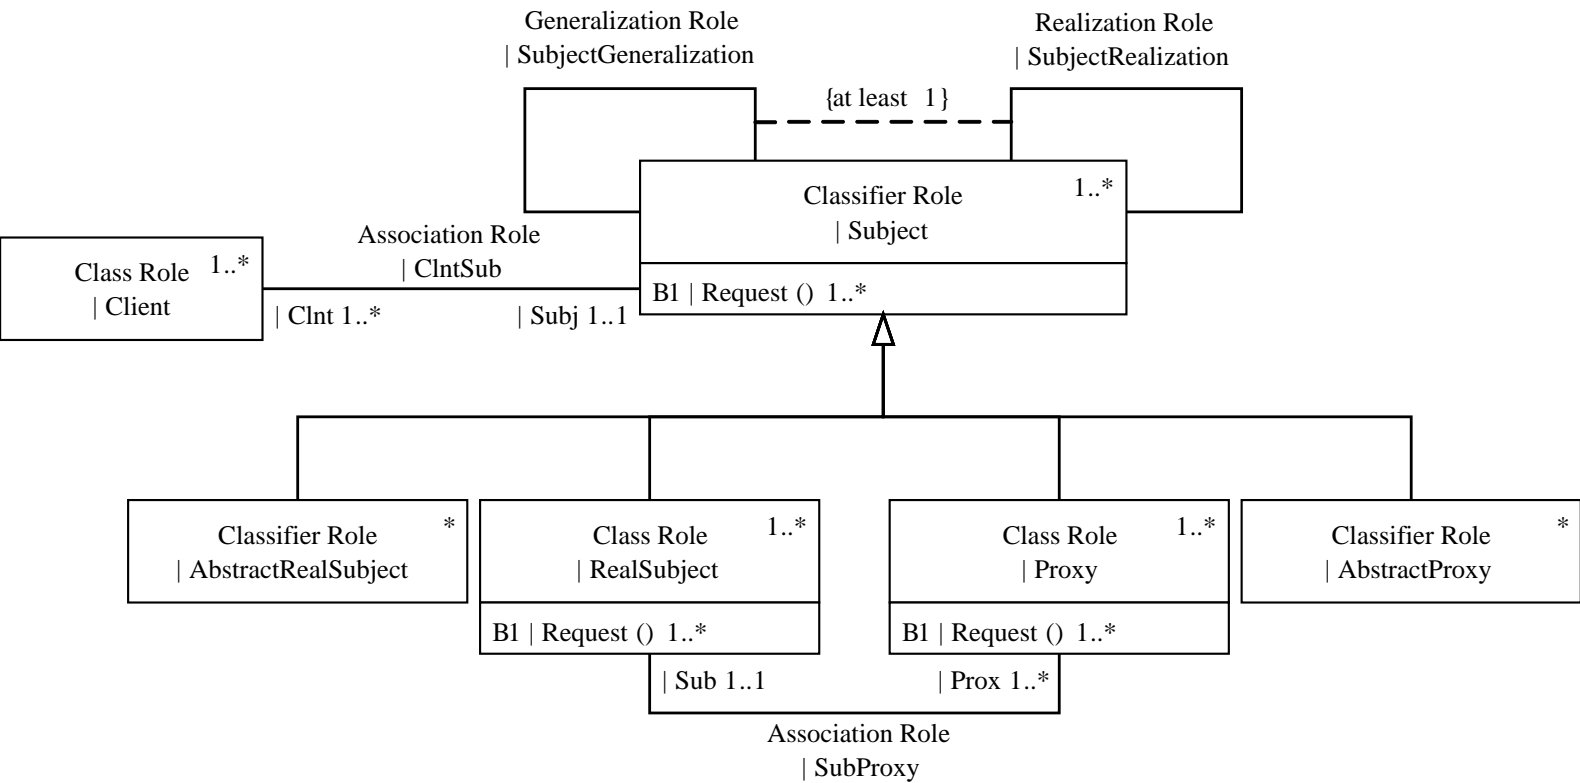 Generalization Role
| SubjectGeneralization
Realization Role
| SubjectRealization
{at least 1}
Classifier Role 1..*
| Subject
B1 | Request () 1..*
Association Role
| ClntSub
Class Role 1..*
| Client
| Clnt 1..*
| Subj 1..1
Classifier Role *
| AbstractRealSubject
Class Role 1..*
| RealSubject
B1 | Request () 1..*
Class Role 1..*
| Proxy
B1 | Request () 1..*
Classifier Role *
| AbstractProxy
| Sub 1..1
| Prox 1..*
Association Role
| SubProxy